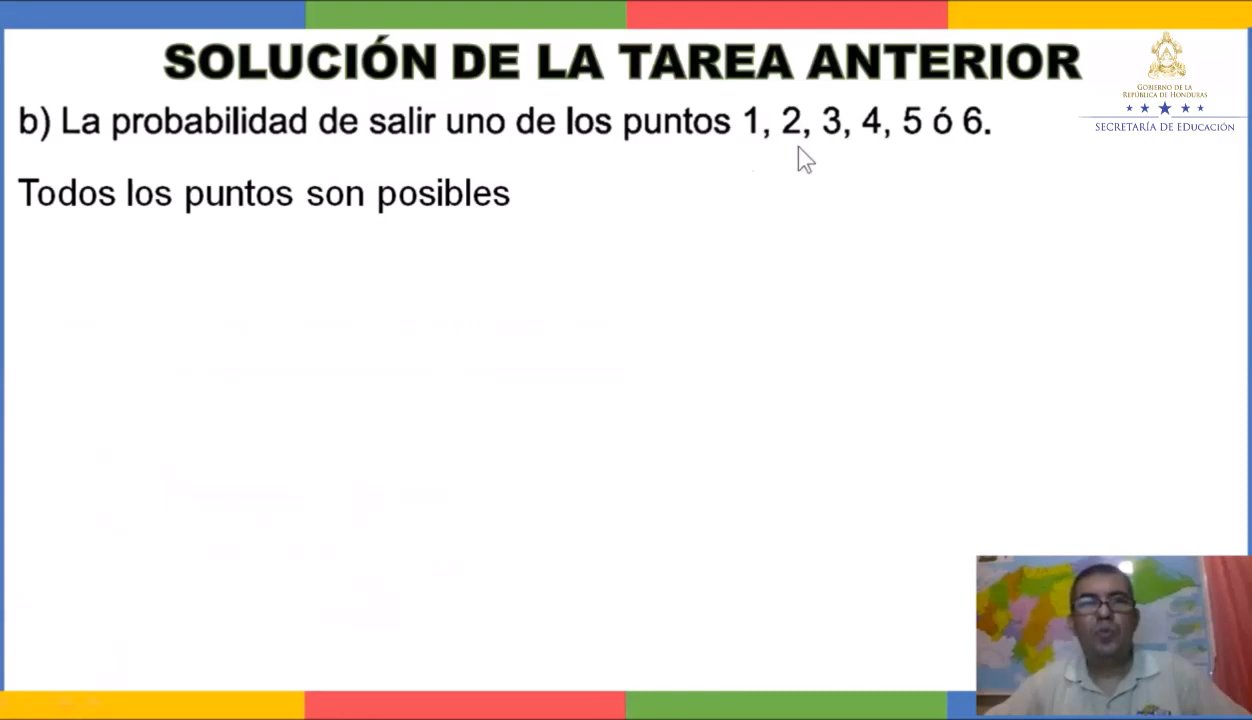 SOLUCIÓN DE LA TAREA ANTERIOR
GOBIERNO DE LA
REPÚBLICA DE HONDURAS
SECRETARÍA DE EDUCACIÓN
b) La probabilidad de salir uno de los puntos 1, 2, 3, 4, 5 ó 6.
Todos los puntos son posibles